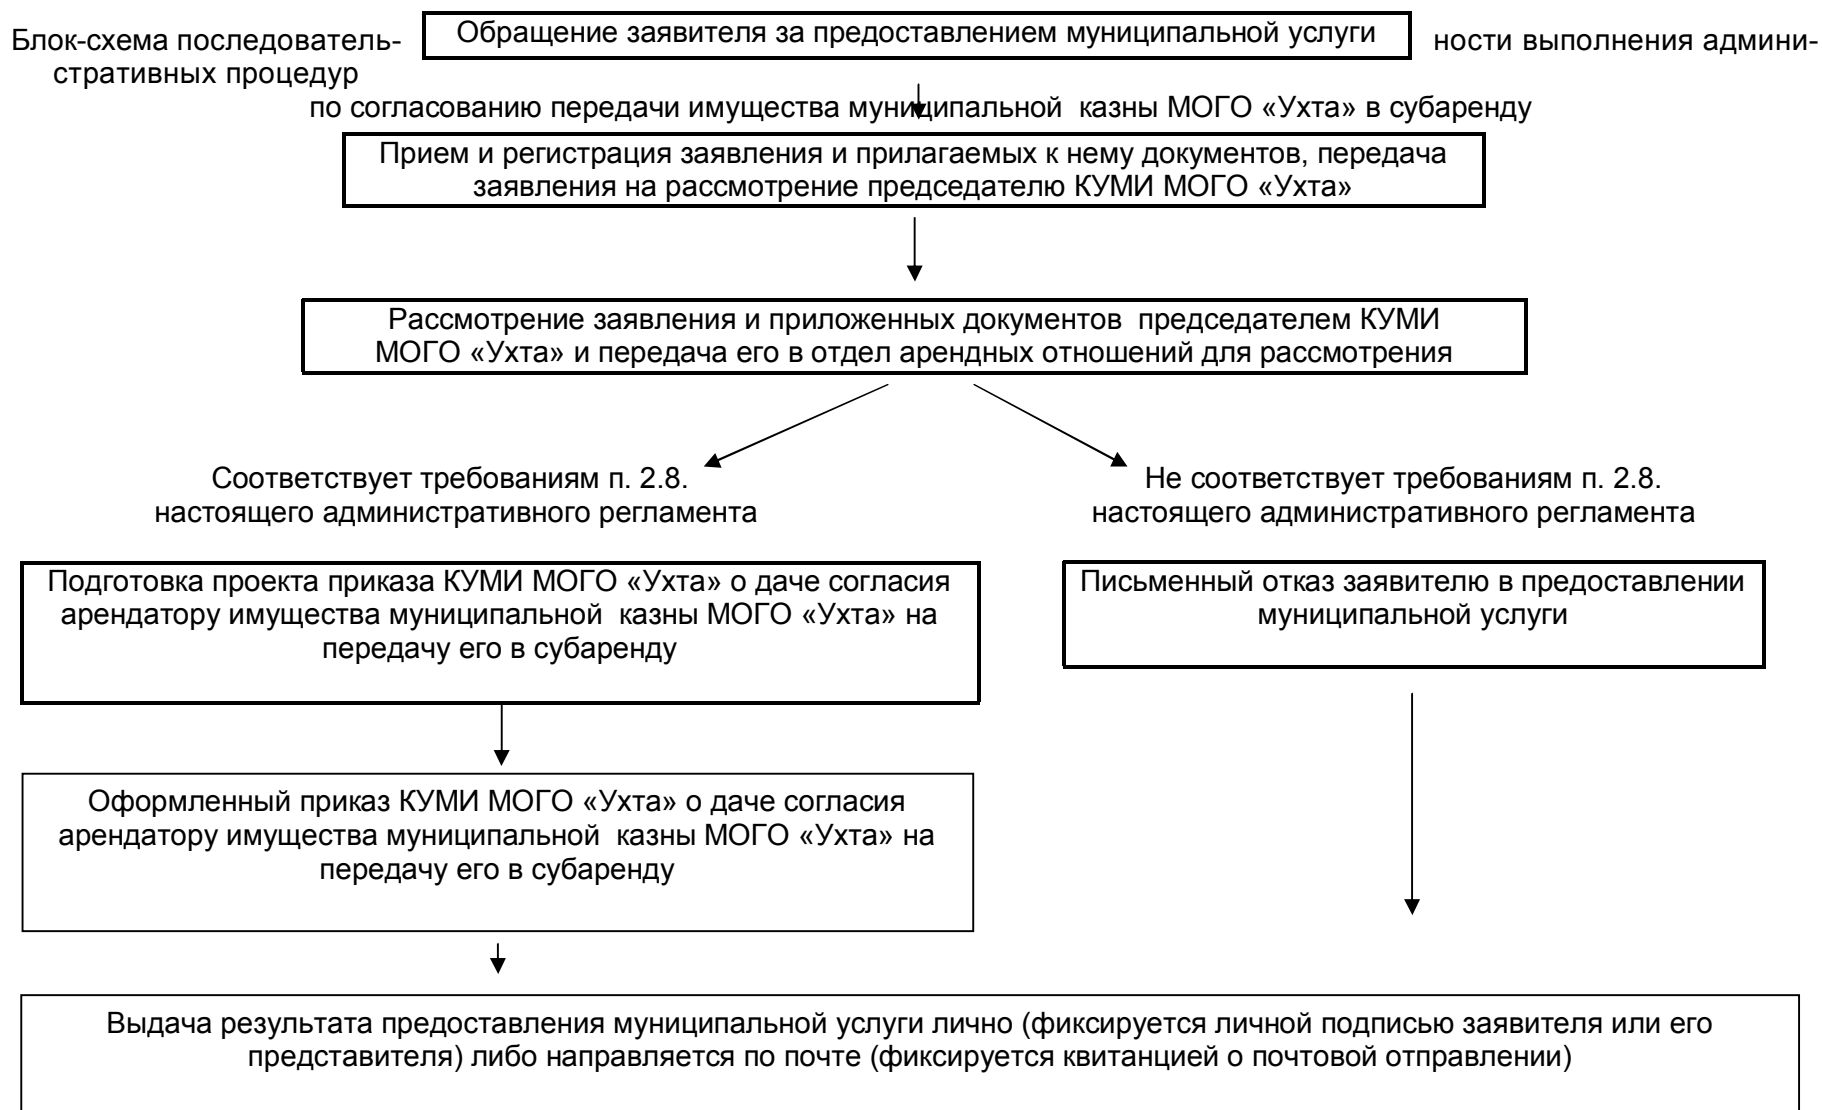 Блок-схема последователь-
Обращение заявителя за предоставлением муниципальной услуги
ности выполнения админи-
стративных процедур
по согласованию передачи имущества муниципальной казны МОГО «Ухта» в субаренду
Прием и регистрация заявления и прилагаемых к нему документов, передача
заявления на рассмотрение председателю КУМИ МОГО «Ухта»
Рассмотрение заявления и приложенных документов председателем КУМИ
МОГО «Ухта» и передача его в отдел арендных отношений для рассмотрения
Соответствует требованиям п. 2.8.
настоящего административного регламента
Не соответствует требованиям п. 2.8.
настоящего административного регламента
Подготовка проекта приказа КУМИ МОГО «Ухта» о даче согласия
арендатору имущества муниципальной казны МОГО «Ухта» на
передачу его в субаренду
Письменный отказ заявителю в предоставлении
муниципальной услуги
Оформленный приказ КУМИ МОГО «Ухта» о даче согласия
арендатору имущества муниципальной казны МОГО «Ухта» на
передачу его в субаренду
Выдача результата предоставления муниципальной услуги лично (фиксируется личной подписью заявителя или его
представителя) либо направляется по почте (фиксируется квитанцией о почтовой отправлении)